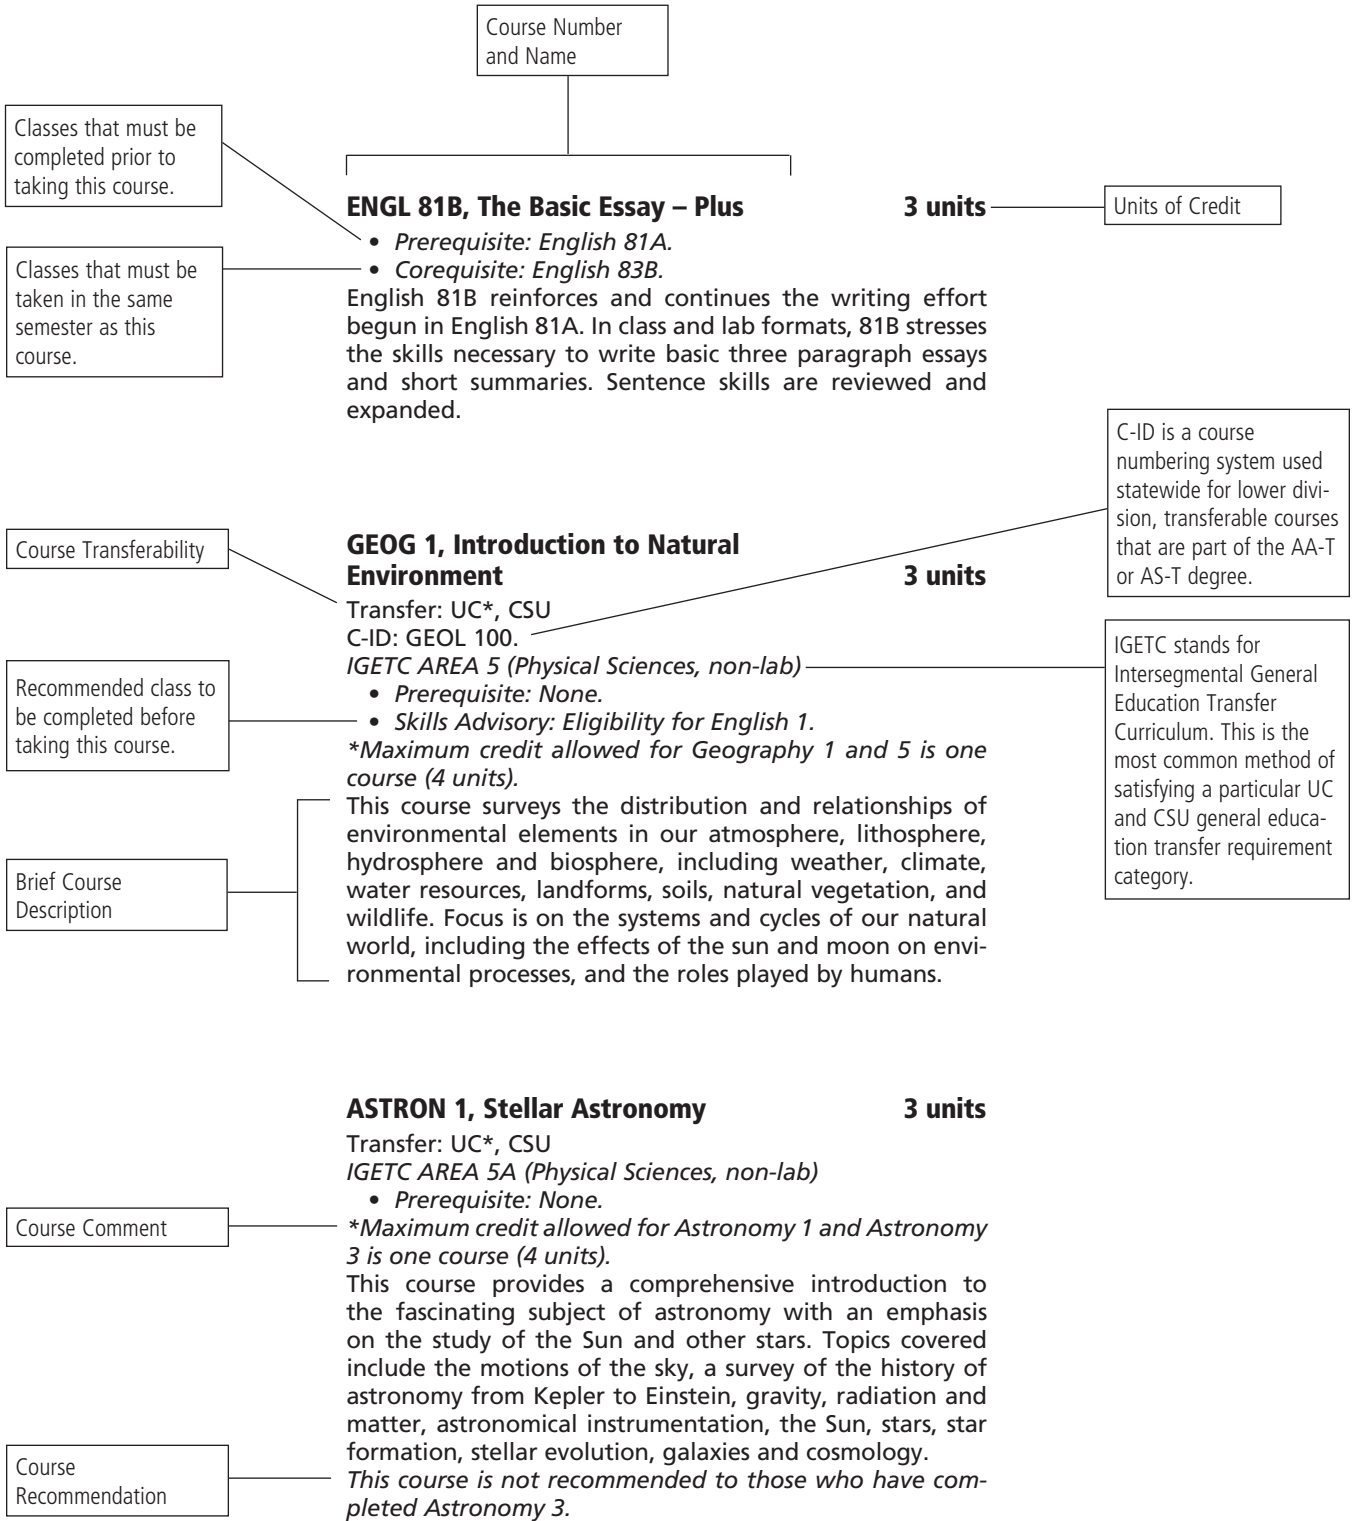 Course Number
and Name
Classes that must be
completed prior to
taking this course.
ENGL 81B, The Basic Essay – Plus 3 units
Units of Credit
• Prerequisite: English 81A.
• Corequisite: English 83B.
Classes that must be
taken in the same
semester as this
course.
English 81B reinforces and continues the writing effort
begun in English 81A. In class and lab formats, 81B stresses
the skills necessary to write basic three paragraph essays
and short summaries. Sentence skills are reviewed and
expanded.
C-ID is a course
numbering system used
statewide for lower divi-
sion, transferable courses
that are part of the AA-T
or AS-T degree.
Course Transferability
GEOG 1, Introduction to Natural
Environment 3 units
Transfer: UC*, CSU
C-ID: GEOL 100.
IGETC AREA 5 (Physical Sciences, non-lab)
• Prerequisite: None.
• Skills Advisory: Eligibility for English 1.
*Maximum credit allowed for Geography 1 and 5 is one
course (4 units).
IGETC stands for
Intersegmental General
Education Transfer
Curriculum. This is the
most common method of
satisfying a particular UC
and CSU general educa-
tion transfer requirement
category.
Recommended class to
be completed before
taking this course.
This course surveys the distribution and relationships of
environmental elements in our atmosphere, lithosphere,
hydrosphere and biosphere, including weather, climate,
water resources, landforms, soils, natural vegetation, and
wildlife. Focus is on the systems and cycles of our natural
world, including the effects of the sun and moon on envi-
ronmental processes, and the roles played by humans.
Brief Course
Description
ASTRON 1, Stellar Astronomy 3 units
Transfer: UC*, CSU
IGETC AREA 5A (Physical Sciences, non-lab)
• Prerequisite: None.
Course Comment
*Maximum credit allowed for Astronomy 1 and Astronomy
3 is one course (4 units).
This course provides a comprehensive introduction to
the fascinating subject of astronomy with an emphasis
on the study of the Sun and other stars. Topics covered
include the motions of the sky, a survey of the history of
astronomy from Kepler to Einstein, gravity, radiation and
matter, astronomical instrumentation, the Sun, stars, star
formation, stellar evolution, galaxies and cosmology.
Course
Recommendation
This course is not recommended to those who have com-
pleted Astronomy 3.